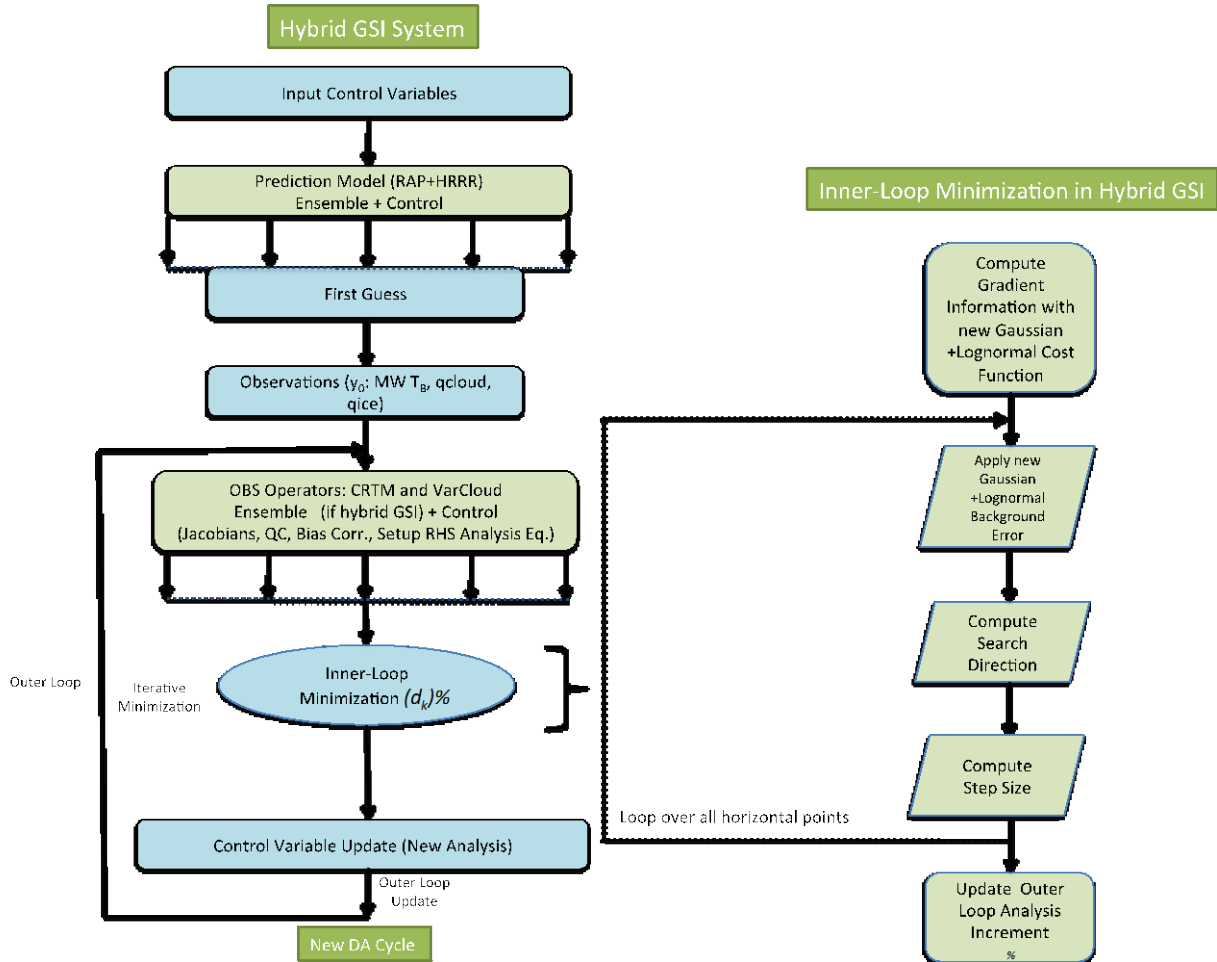 Hybrid GSI System
Input Control Variables
Prediction Model (RAP+HRRR)
Ensemble + Control
First Guess
Observations (y₀: MW T_B, qcloud,
qice)
OBS Operators: CRTM and VarCloud
Ensemble (if hybrid GSI) + Control
(Jacobians, QC, Bias Corr., Setup RHS Analysis Eq.)
Outer Loop
Iterative
Minimization
Inner-Loop
Minimization (d_k)%
Control Variable Update (New Analysis)
Outer Loop
Update
New DA Cycle
Inner-Loop Minimization in Hybrid GSI
Compute
Gradient
Information with
new Gaussian
+Lognormal Cost
Function
Apply new
Gaussian
+Lognormal
Background
Error
Compute
Search
Direction
Compute
Step Size
Loop over all horizontal points
Update Outer
Loop Analysis
Increment
%